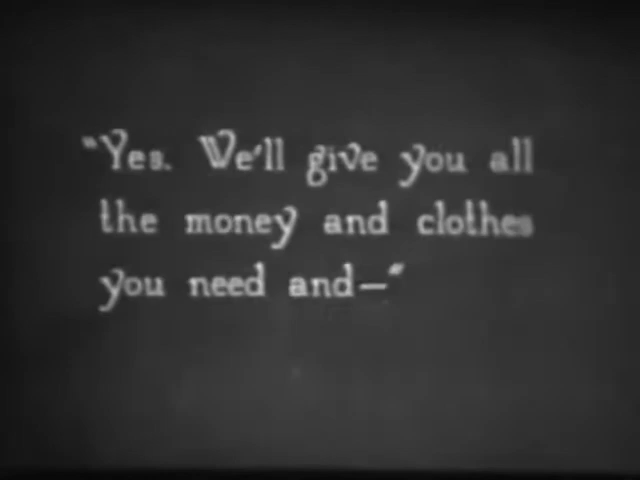 "Yes. We'll give you all
the money and clothes
you need and—"